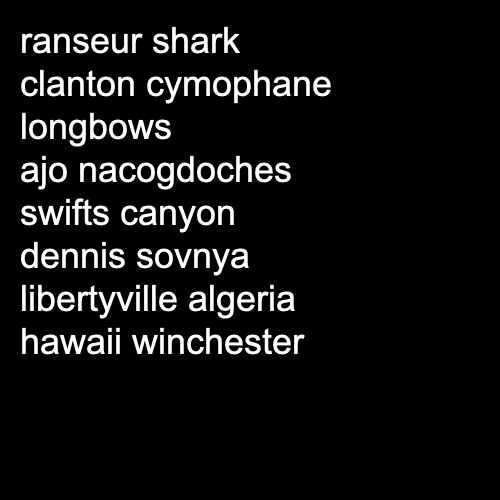 ranseur shark
clanton cymophane
longbows
ajo nacogdoches
swifts canyon
dennis sovnya
libertyville algeria
hawaii winchester